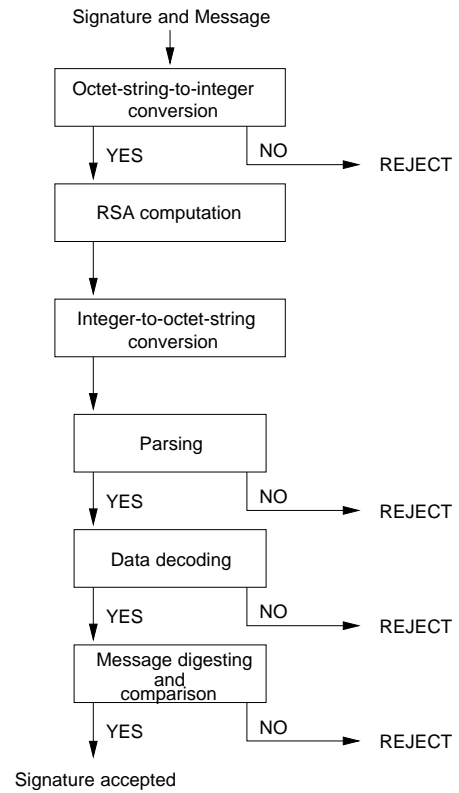 Signature and Message
Octet-string-to-integer
conversion
YES
NO
REJECT
RSA computation
Integer-to-octet-string
conversion
Parsing
YES
NO
REJECT
Data decoding
YES
NO
REJECT
Message digesting
and
comparison
YES
NO
REJECT
Signature accepted